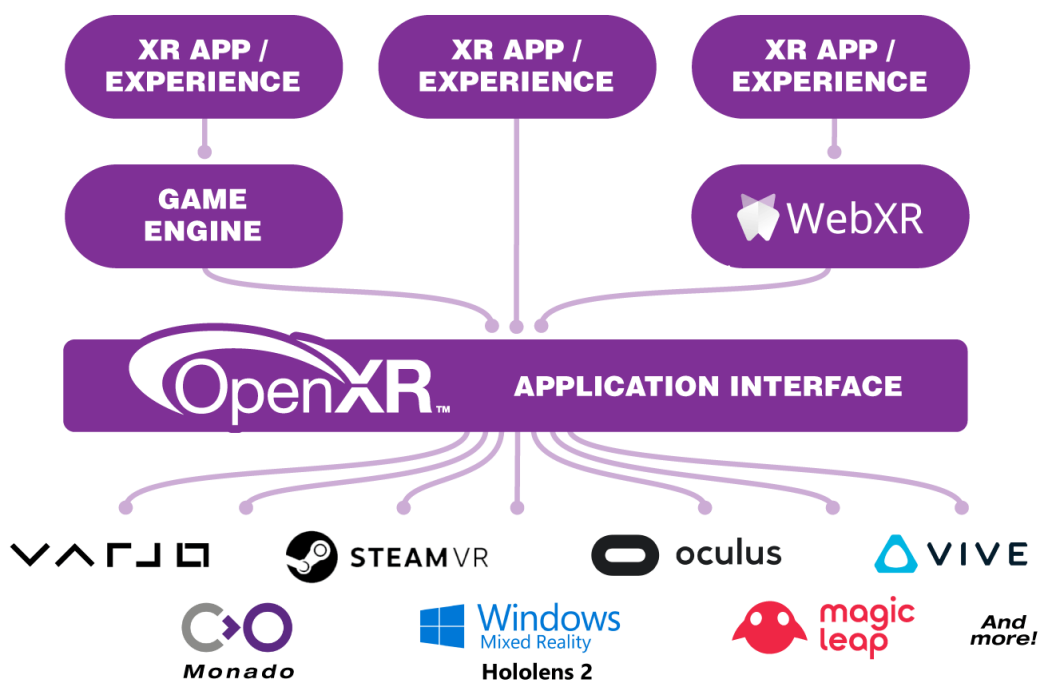 XR APP /
EXPERIENCE
XR APP /
EXPERIENCE
XR APP /
EXPERIENCE
GAME
ENGINE
WebXR
OpenXR™
APPLICATION INTERFACE
VARJO
STEAMVR
oculus
VIVE
Monado
Windows
Mixed Reality
Hololens 2
magic
leap
And
more!